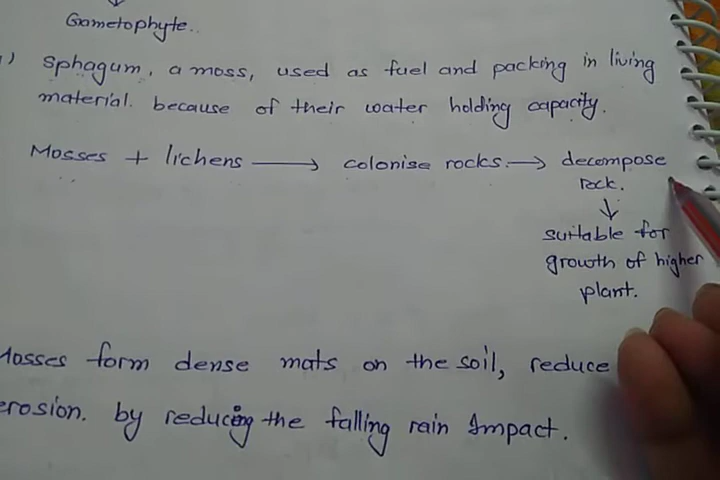 Gametophyte..
) Sphagum, a moss, used as fuel and packing in living
material. because of their water holding capacity.
Mosses + lichens → colonise rocks. → decompose
rock.
↓
suitable for
growth of higher
plant.
Mosses form dense mats on the soil, reduce
erosion. by reducing the falling rain Impact.